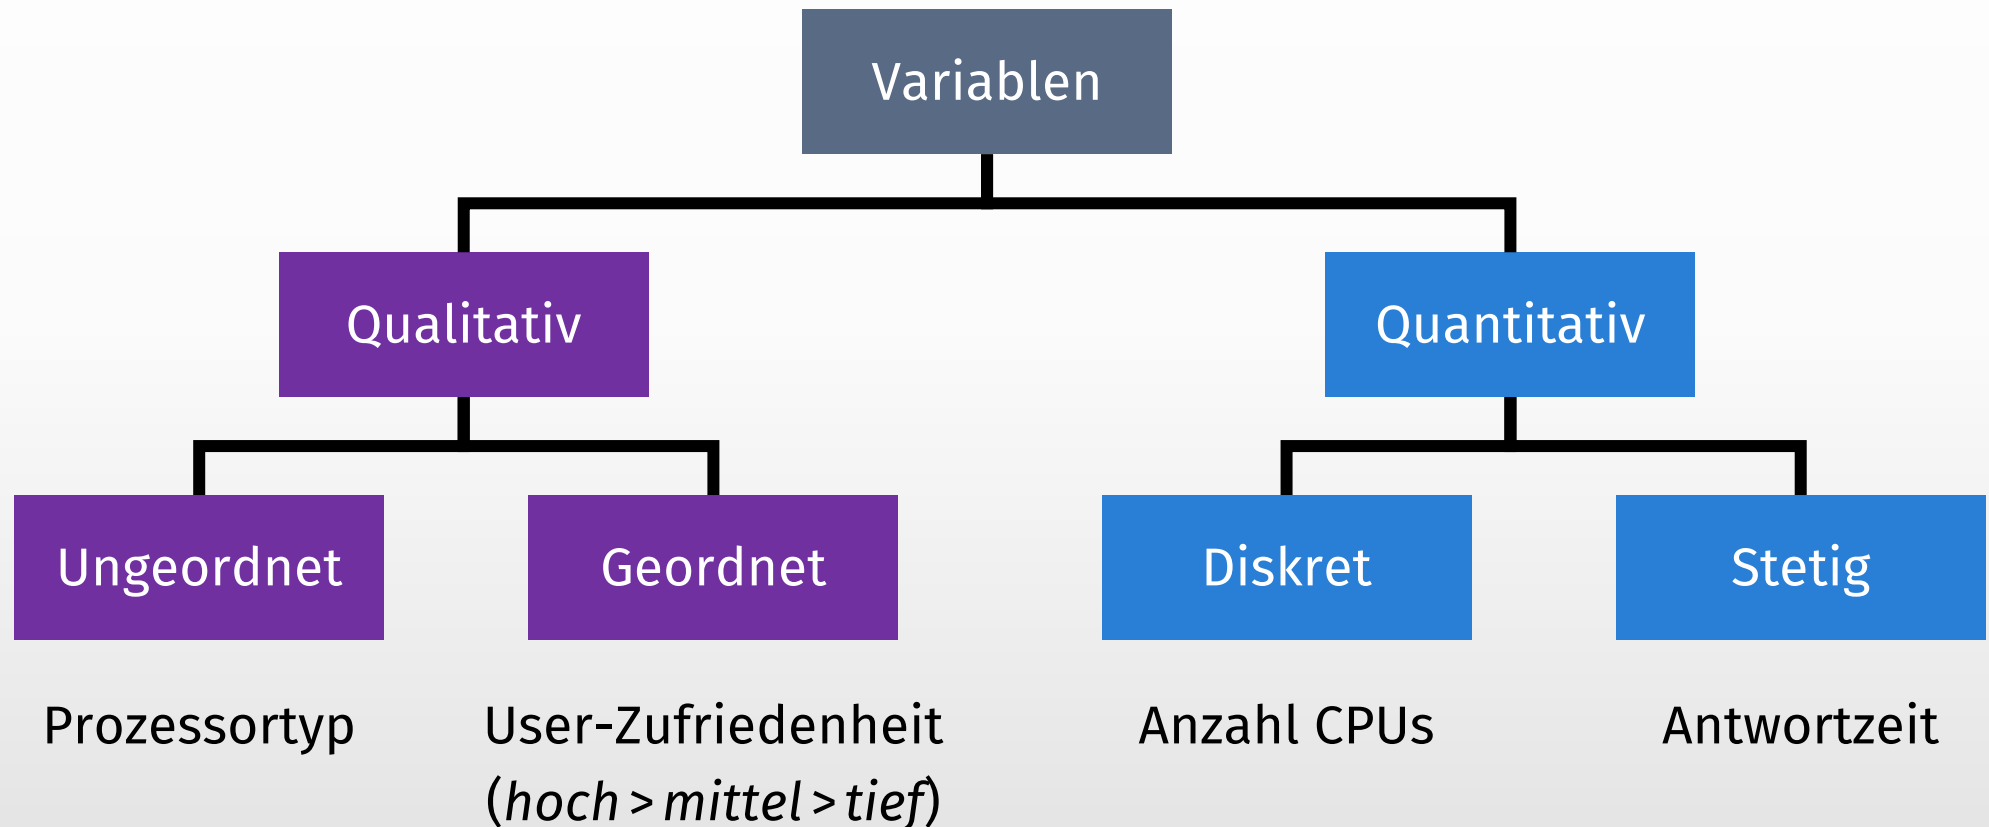 Variablen
Qualitativ
Quantitativ
Ungeordnet
Geordnet
Diskret
Stetig
Prozessortyp
User-Zufriedenheit
(hoch > mittel > tief)
Anzahl CPUs
Antwortzeit